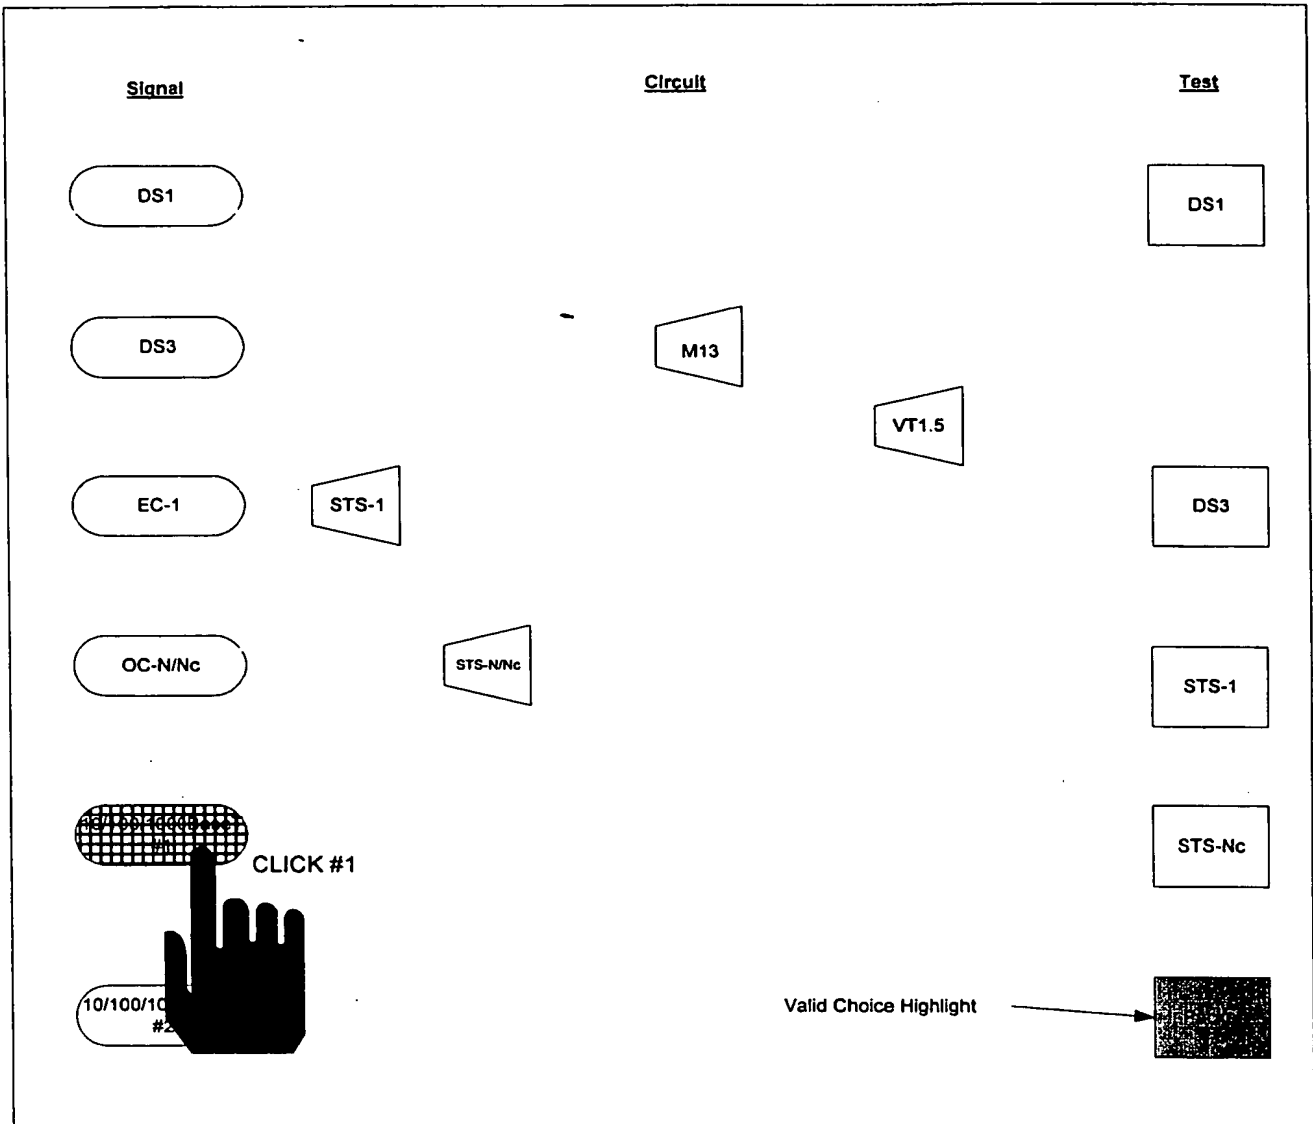 Signal
Circuit
Test
DS1
DS1
DS3
M13
VT1.5
EC-1
STS-1
DS3
OC-N/Nc
STS-N/Nc
STS-1
#1
CLICK #1
STS-Nc
10/100/10
#2
Valid Choice Highlight